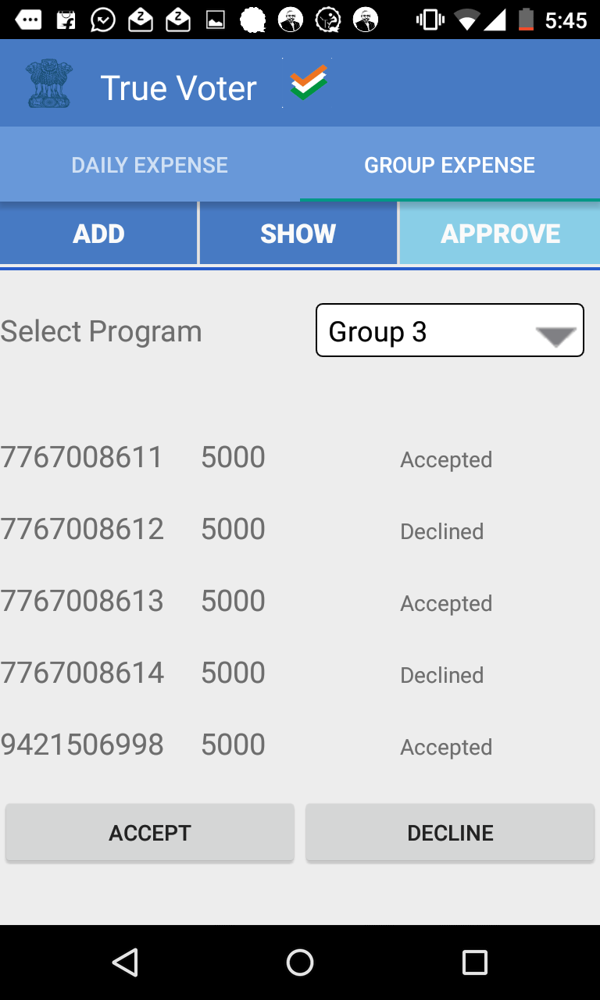 5:45
True Voter
DAILY EXPENSE GROUP EXPENSE
ADD SHOW APPROVE
Select Program Group 3
7767008611 5000 Accepted
7767008612 5000 Declined
7767008613 5000 Accepted
7767008614 5000 Declined
9421506998 5000 Accepted
ACCEPT DECLINE